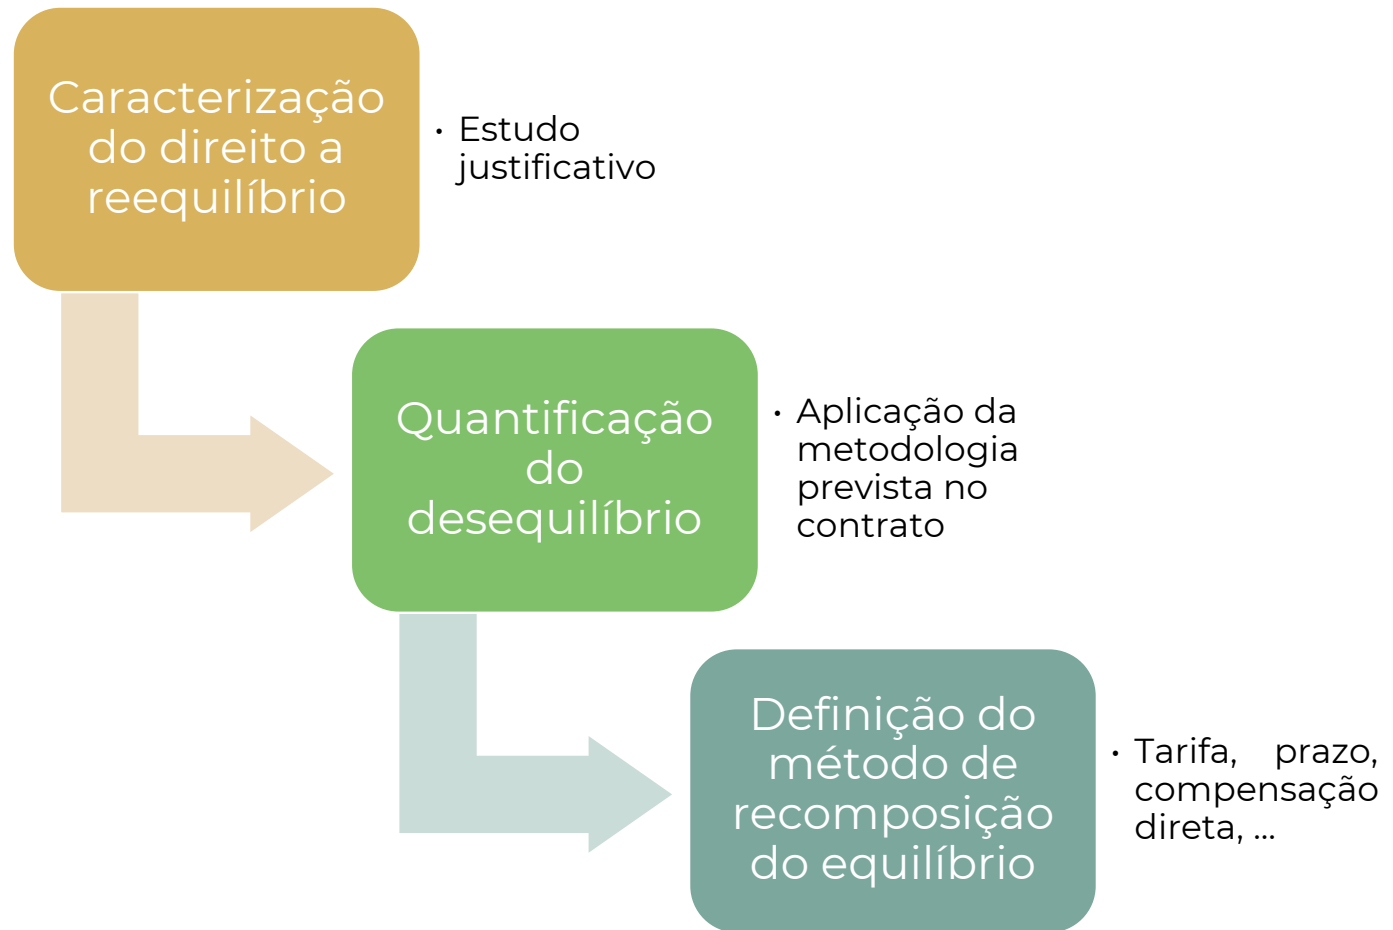 Caracterização
do direito a
reequilíbrio
• Estudo
justificativo
Quantificação
do
desequilíbrio
• Aplicação da
metodologia
prevista no
contrato
Definição do
método de
recomposição
do equilíbrio
• Tarifa, prazo,
compensação
direta, ...